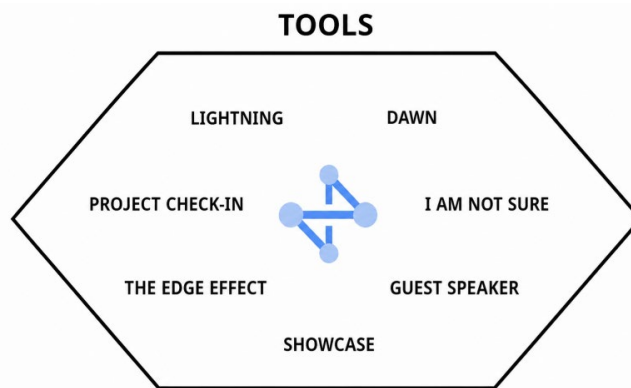 TOOLS
LIGHTNING
DAWN
PROJECT CHECK-IN
I AM NOT SURE
THE EDGE EFFECT
GUEST SPEAKER
SHOWCASE